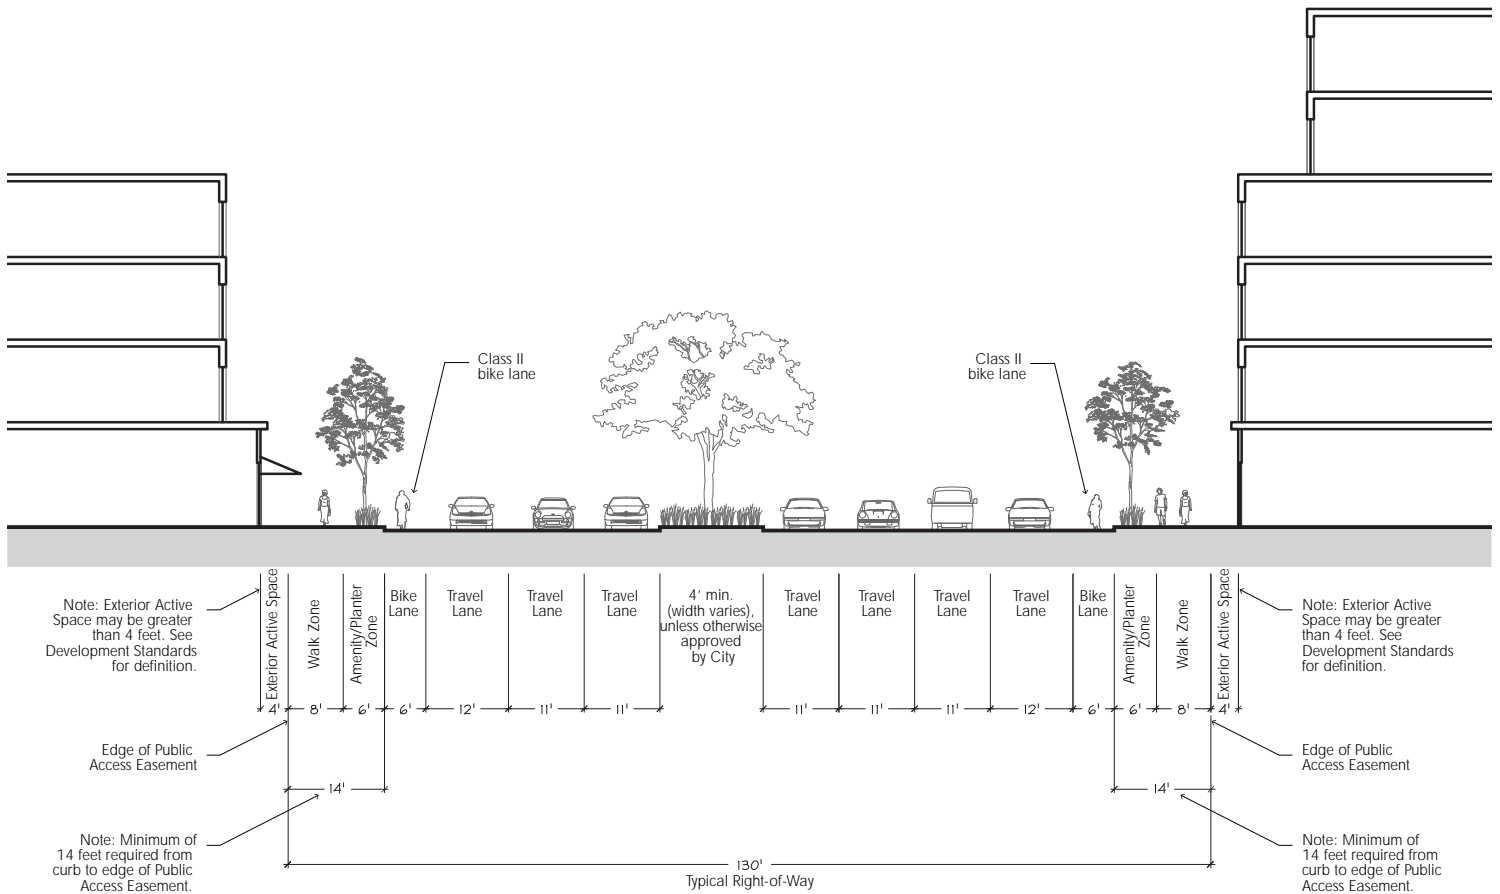 Class II
bike lane
Class II
bike lane
Note: Exterior Active
Space may be greater
than 4 feet. See
Development Standards
for definition.
Exterior Active Space
Walk Zone
Amenity/Planter
Zone
Bike
Lane
Travel
Lane
Travel
Lane
Travel
Lane
4' min.
(width varies),
unless otherwise
approved
by City
Travel
Lane
Travel
Lane
Travel
Lane
Travel
Lane
Bike
Lane
Amenity/Planter
Zone
Walk Zone
Exterior Active Space
Note: Exterior Active
Space may be greater
than 4 feet. See
Development Standards
for definition.
4' 8' 6' 6' 12' 11' 11' 11' 11' 11' 12' 6' 6' 8' 4'
Edge of Public
Access Easement
Edge of Public
Access Easement
14' 14'
Note: Minimum of
14 feet required from
curb to edge of Public
Access Easement.
130'
Typical Right-of-Way
Note: Minimum of
14 feet required from
curb to edge of Public
Access Easement.